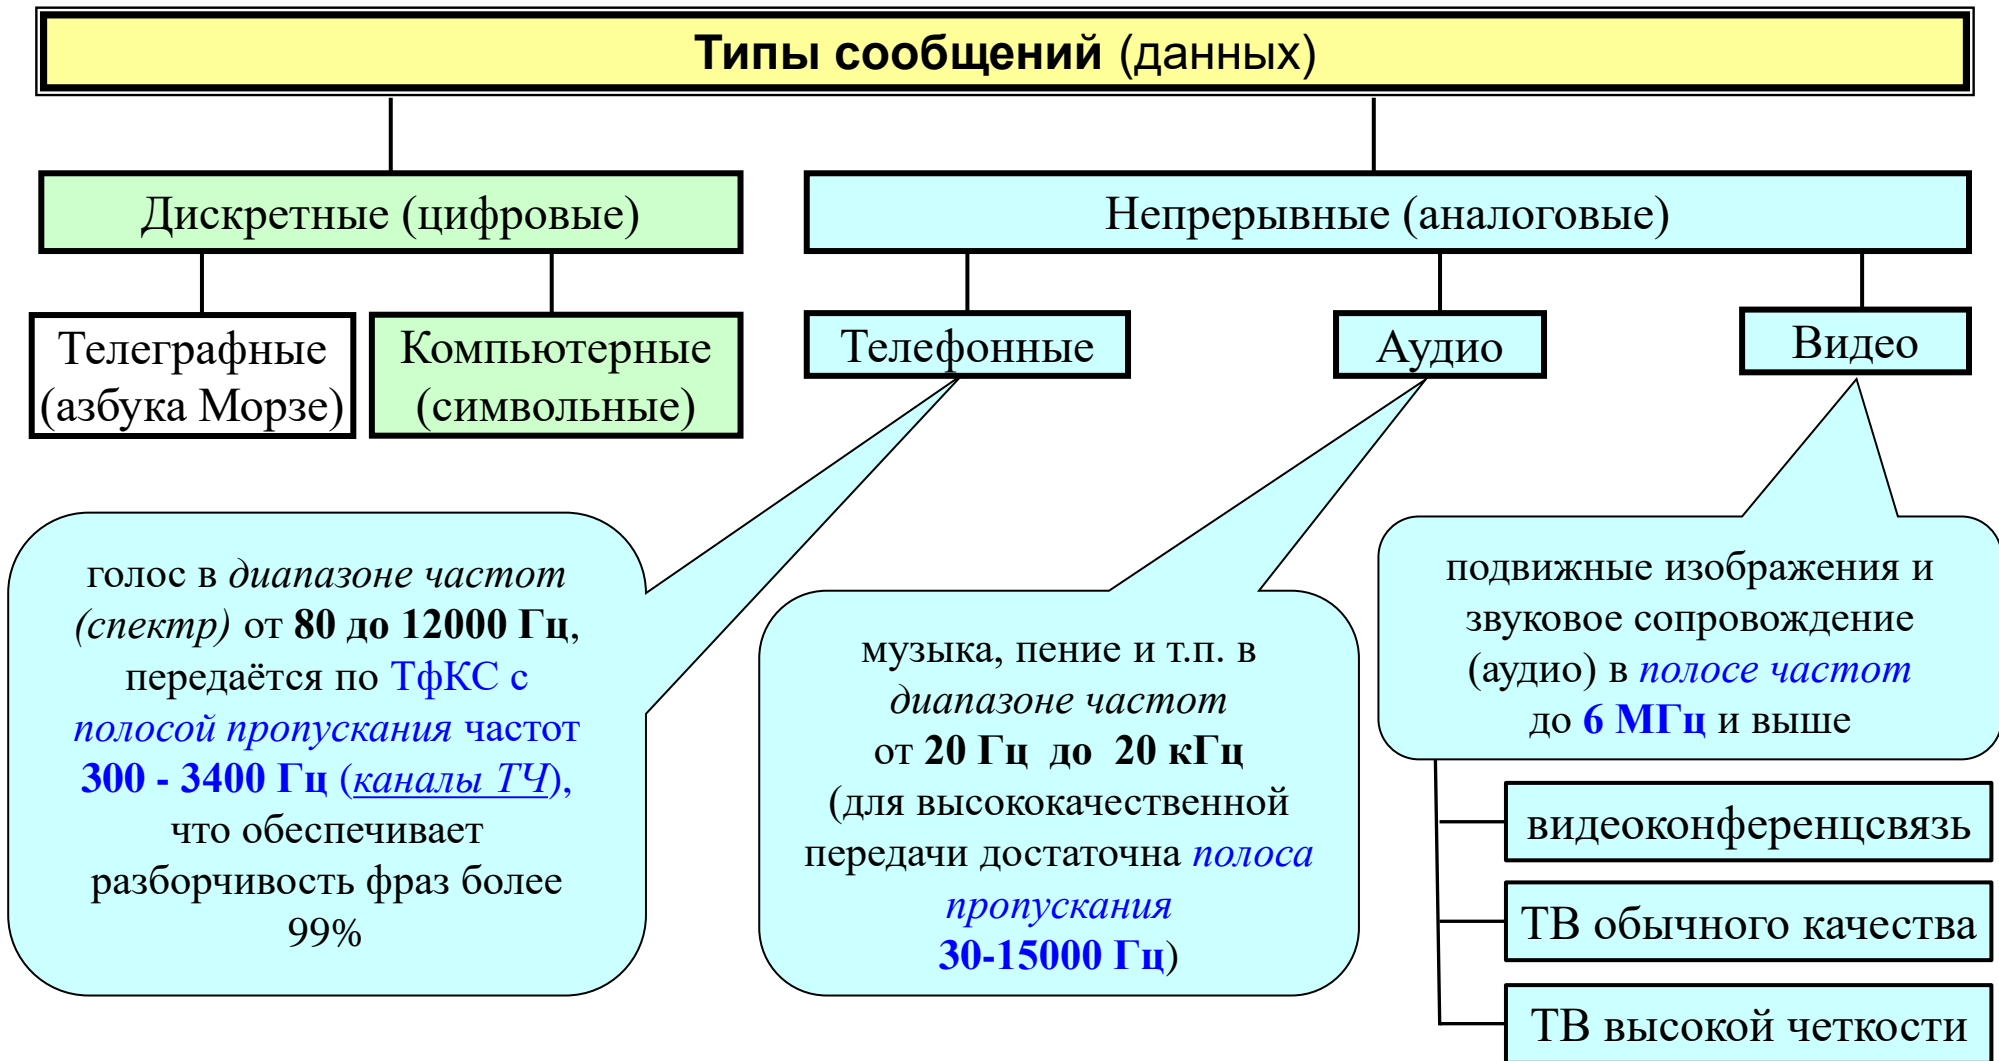 Типы сообщений (данных)
Дискретные (цифровые)
Непрерывные (аналоговые)
Телеграфные
(азбука Морзе)
Компьютерные
(символьные)
Телефонные
Аудио
Видео
голос в диапазоне частот
(спектр) от 80 до 12000 Гц,
передаётся по ТфКС с
полосой пропускания частот
300 - 3400 Гц (каналы ТЧ),
что обеспечивает
разборчивость фраз более
99%
музыка, пение и т.п. в
диапазоне частот
от 20 Гц до 20 кГц
(для высококачественной
передачи достаточна полоса
пропускания
30-15000 Гц)
подвижные изображения и
звуковое сопровождение
(аудио) в полосе частот
до 6 МГц и выше
видеоконференцсвязь
ТВ обычного качества
ТВ высокой четкости